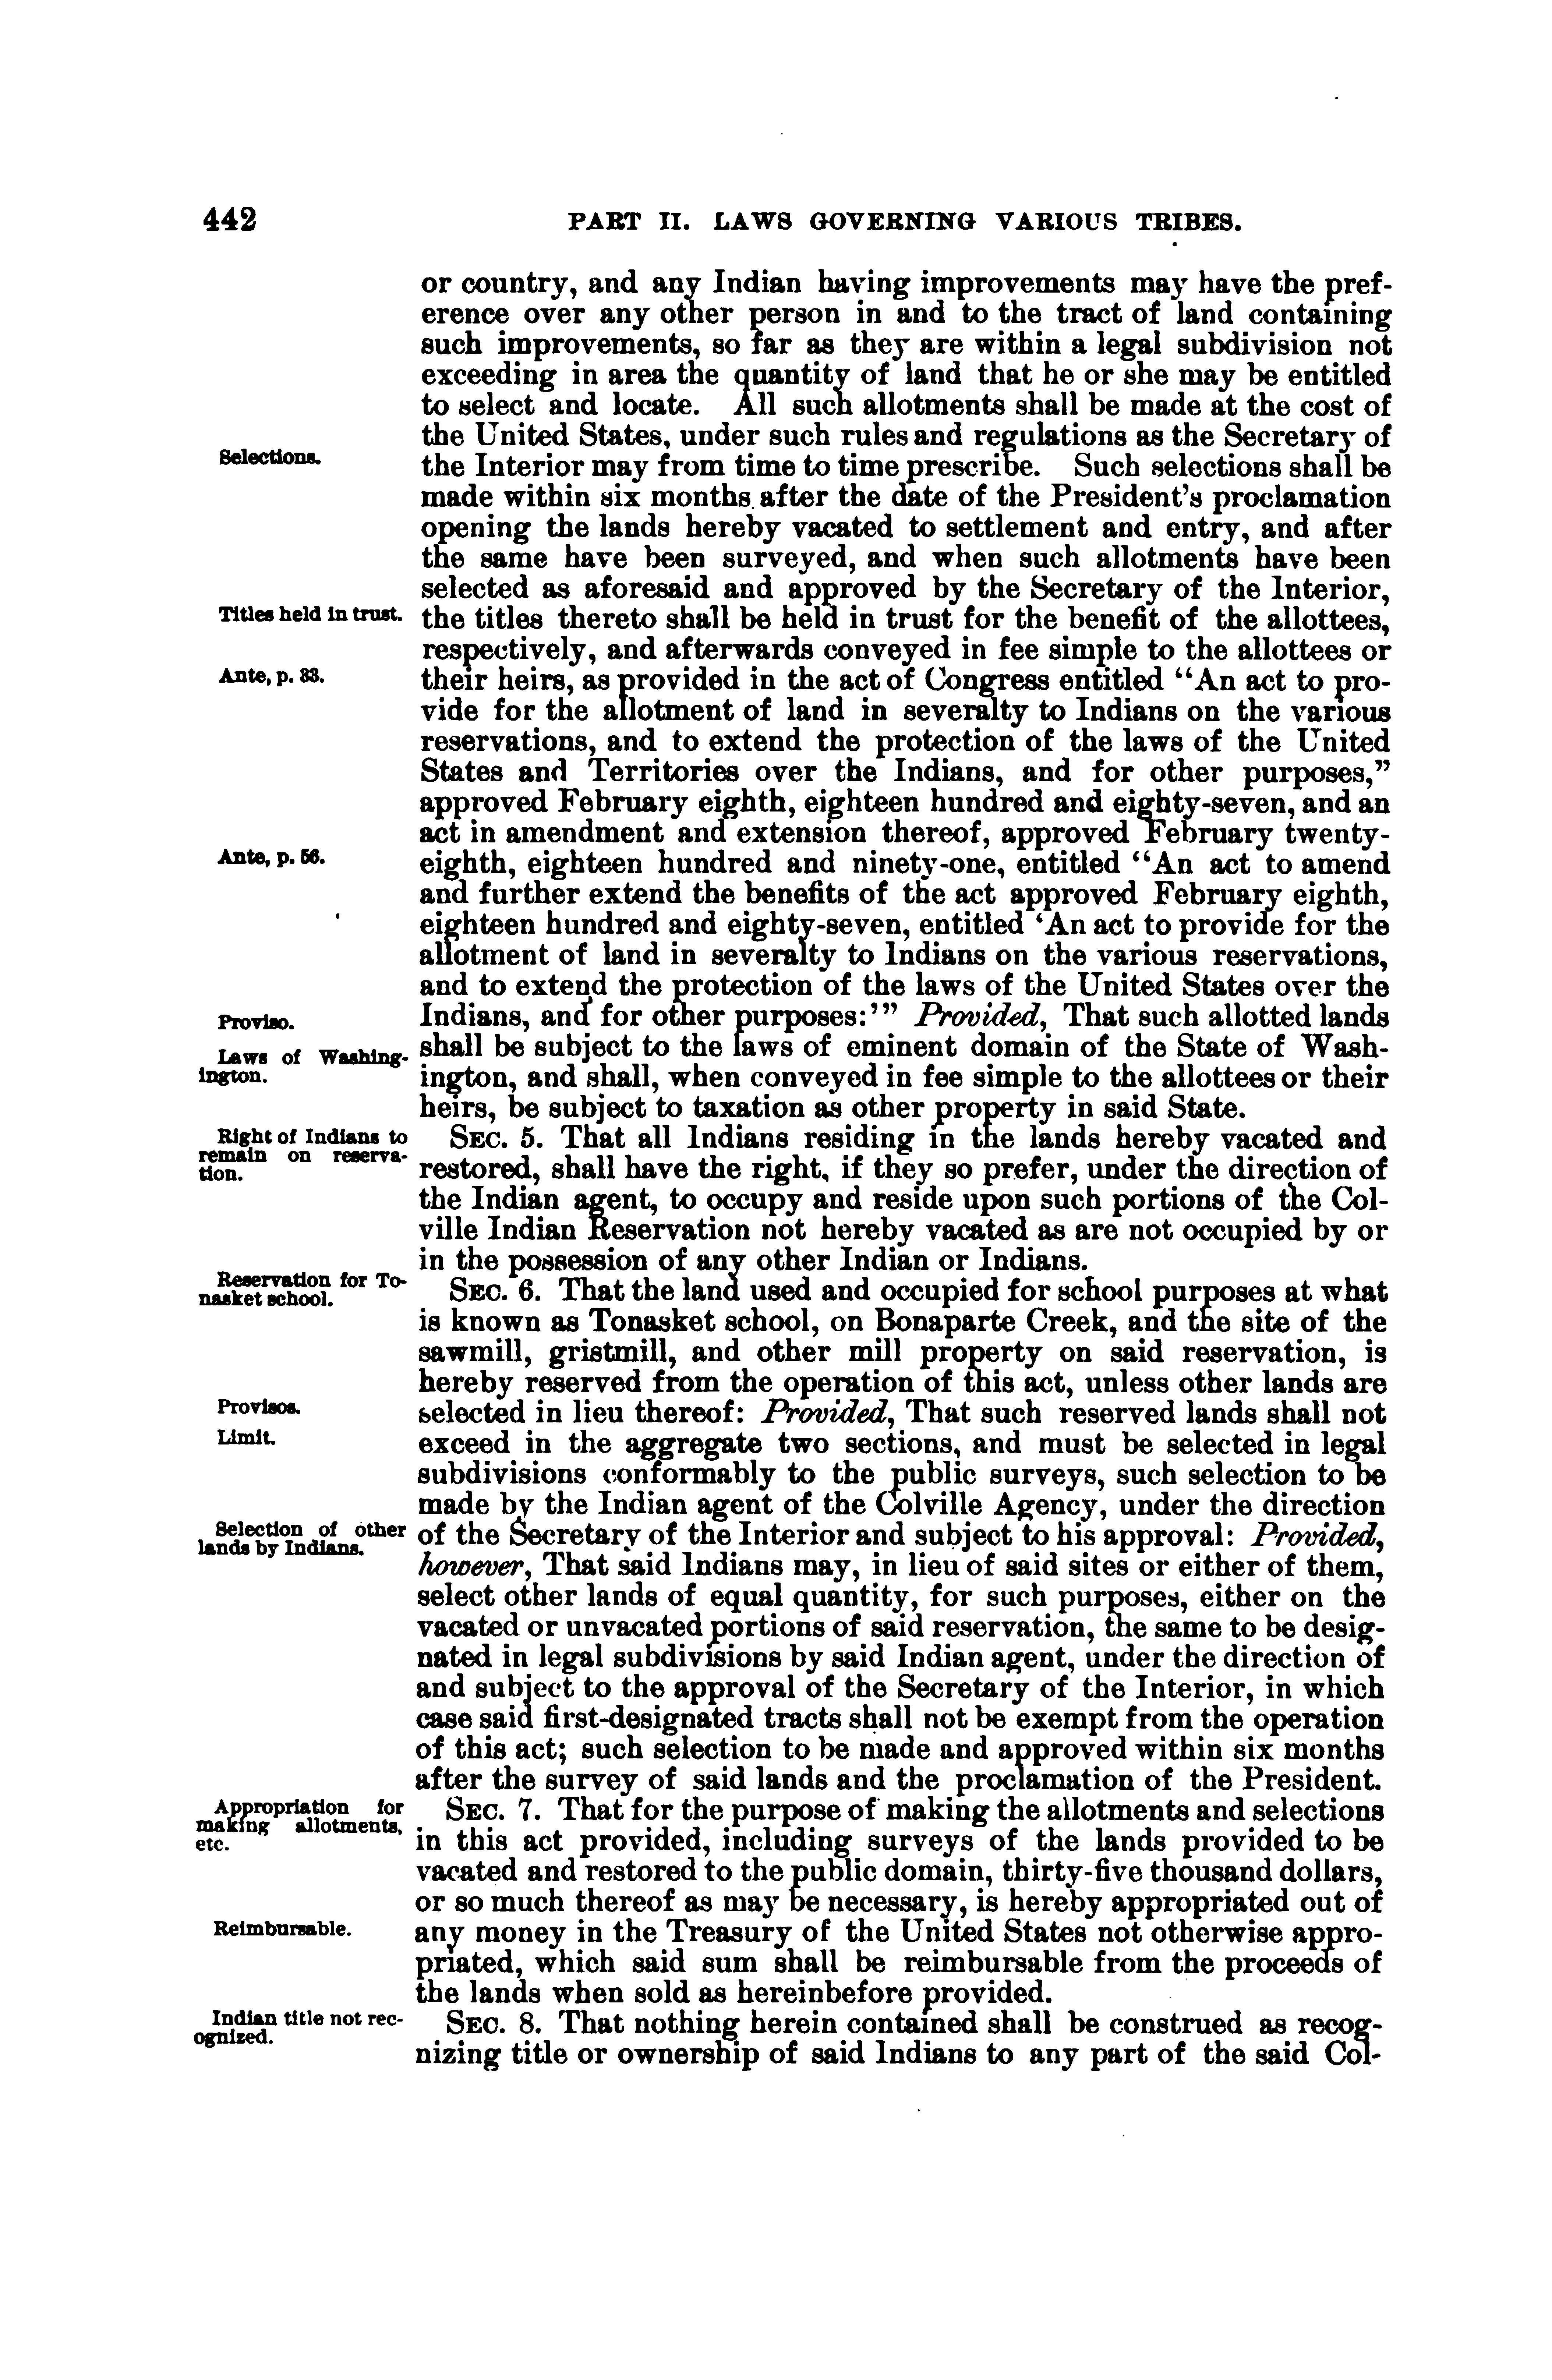 442
PART II. LAWS GOVERNING VARIOUS TRIBES.
or country, and any Indian having improvements may have the pref-
erence over any other person in and to the tract of land containing
such improvements, so far as they are within a legal subdivision not
exceeding in area the quantity of land that he or she may be entitled
to select and locate. All such allotments shall be made at the cost of
the United States, under such rules and regulations as the Secretary of
Selections.
the Interior may from time to time prescribe. Such selections shall be
made within six months after the date of the President's proclamation
opening the lands hereby vacated to settlement and entry, and after
the same have been surveyed, and when such allotments have been
selected as aforesaid and approved by the Secretary of the Interior,
Titles held in trust.
the titles thereto shall be held in trust for the benefit of the allottees,
respectively, and afterwards conveyed in fee simple to the allottees or
Ante, p. 33.
their heirs, as provided in the act of Congress entitled "An act to pro-
vide for the allotment of land in severalty to Indians on the various
reservations, and to extend the protection of the laws of the United
States and Territories over the Indians, and for other purposes,"
approved February eighth, eighteen hundred and eighty-seven, and an
act in amendment and extension thereof, approved February twenty-
Ante, p. 56.
eighth, eighteen hundred and ninety-one, entitled "An act to amend
and further extend the benefits of the act approved February eighth,
eighteen hundred and eighty-seven, entitled 'An act to provide for the
allotment of land in severalty to Indians on the various reservations,
and to extend the protection of the laws of the United States over the
Proviso.
Indians, and for other purposes:'" Provided, That such allotted lands
Laws of Washing-
ington.
shall be subject to the laws of eminent domain of the State of Wash-
ington, and shall, when conveyed in fee simple to the allottees or their
heirs, be subject to taxation as other property in said State.
Right of Indians to
remain on reserva-
tion.
SEC. 5. That all Indians residing in the lands hereby vacated and
restored, shall have the right, if they so prefer, under the direction of
the Indian agent, to occupy and reside upon such portions of the Col-
ville Indian Reservation not hereby vacated as are not occupied by or
in the possession of any other Indian or Indians.
Reservation for To-
nasket school.
SEC. 6. That the land used and occupied for school purposes at what
is known as Tonasket school, on Bonaparte Creek, and the site of the
sawmill, gristmill, and other mill property on said reservation, is
hereby reserved from the operation of this act, unless other lands are
Provisos.
selected in lieu thereof: Provided, That such reserved lands shall not
Limit.
exceed in the aggregate two sections, and must be selected in legal
subdivisions conformably to the public surveys, such selection to be
made by the Indian agent of the Colville Agency, under the direction
Selection of other
lands by Indians.
of the Secretary of the Interior and subject to his approval: Provided,
however, That said Indians may, in lieu of said sites or either of them,
select other lands of equal quantity, for such purposes, either on the
vacated or unvacated portions of said reservation, the same to be desig-
nated in legal subdivisions by said Indian agent, under the direction of
and subject to the approval of the Secretary of the Interior, in which
case said first-designated tracts shall not be exempt from the operation
of this act; such selection to be made and approved within six months
after the survey of said lands and the proclamation of the President.
Appropriation for
making allotments,
etc.
SEC. 7. That for the purpose of making the allotments and selections
in this act provided, including surveys of the lands provided to be
vacated and restored to the public domain, thirty-five thousand dollars,
or so much thereof as may be necessary, is hereby appropriated out of
Reimbursable.
any money in the Treasury of the United States not otherwise appro-
priated, which said sum shall be reimbursable from the proceeds of
the lands when sold as hereinbefore provided.
Indian title not rec-
ognized.
SEC. 8. That nothing herein contained shall be construed as recog-
nizing title or ownership of said Indians to any part of the said Col-